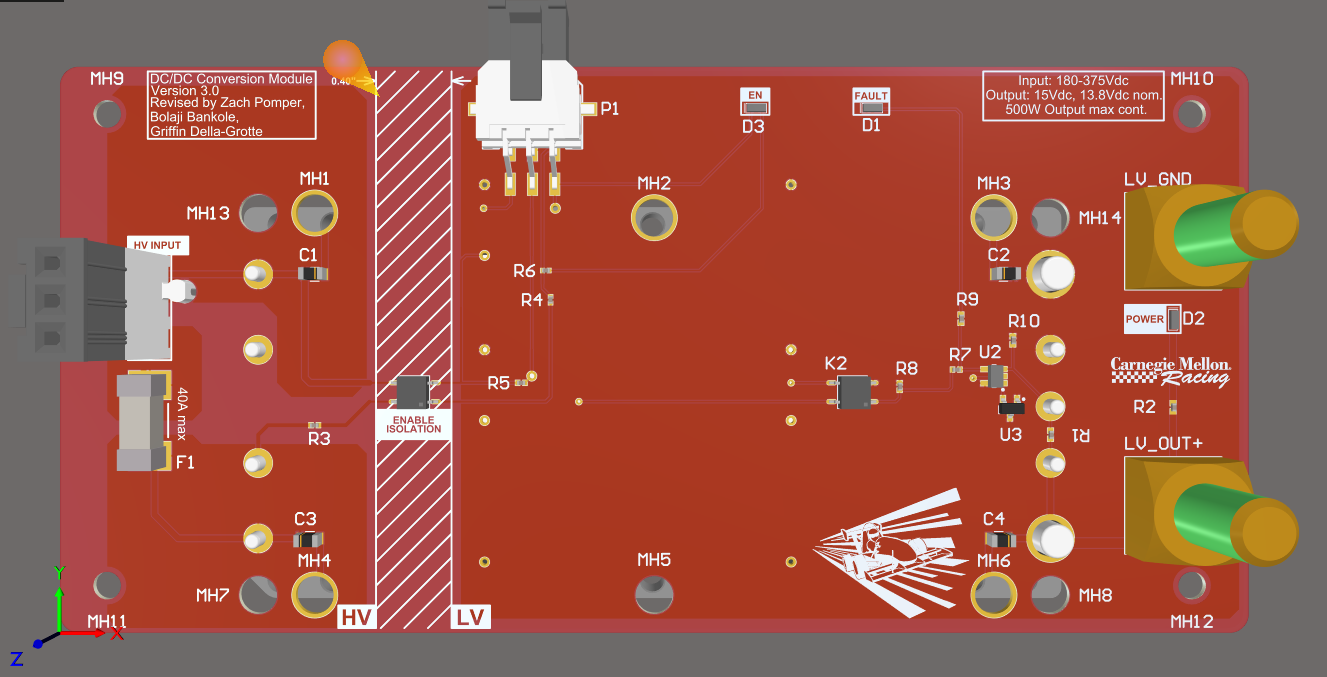 MH9
DC/DC Conversion Module
Version 3.0
Revised by Zach Pomper,
Bolaji Bankole,
Griffin Della-Grotte
0.40"
P1
EN
D3
FAULT
D1
Input: 180-375Vdc
Output: 15Vdc, 13.8Vdc nom.
500W Output max cont.
MH10
MH13
MH1
MH2
MH3
MH14
LV_GND
HV INPUT
C1
R6
R4
C2
R9
R10
POWER
D2
Carnegie Mellon
Racing
40A max
F1
R3
R5
ENABLE
ISOLATION
K2
R8
R7
U2
U3
R1
R2
LV_OUT+
C3
MH4
MH7
MH5
C4
MH6
MH8
MH11
HV
LV
MH12
Y
X
Z